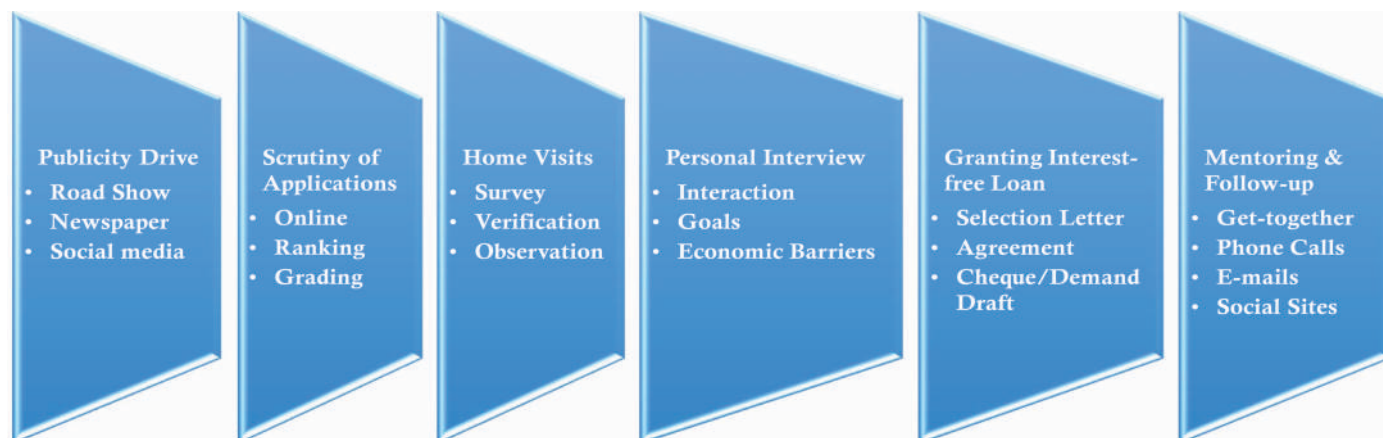 Publicity Drive
• Road Show
• Newspaper
• Social media
Scrutiny of
Applications
• Online
• Ranking
• Grading
Home Visits
• Survey
• Verification
• Observation
Personal Interview
• Interaction
• Goals
• Economic Barriers
Granting Interest-
free Loan
• Selection Letter
• Agreement
• Cheque/Demand
Draft
Mentoring &
Follow-up
• Get-together
• Phone Calls
• E-mails
• Social Sites